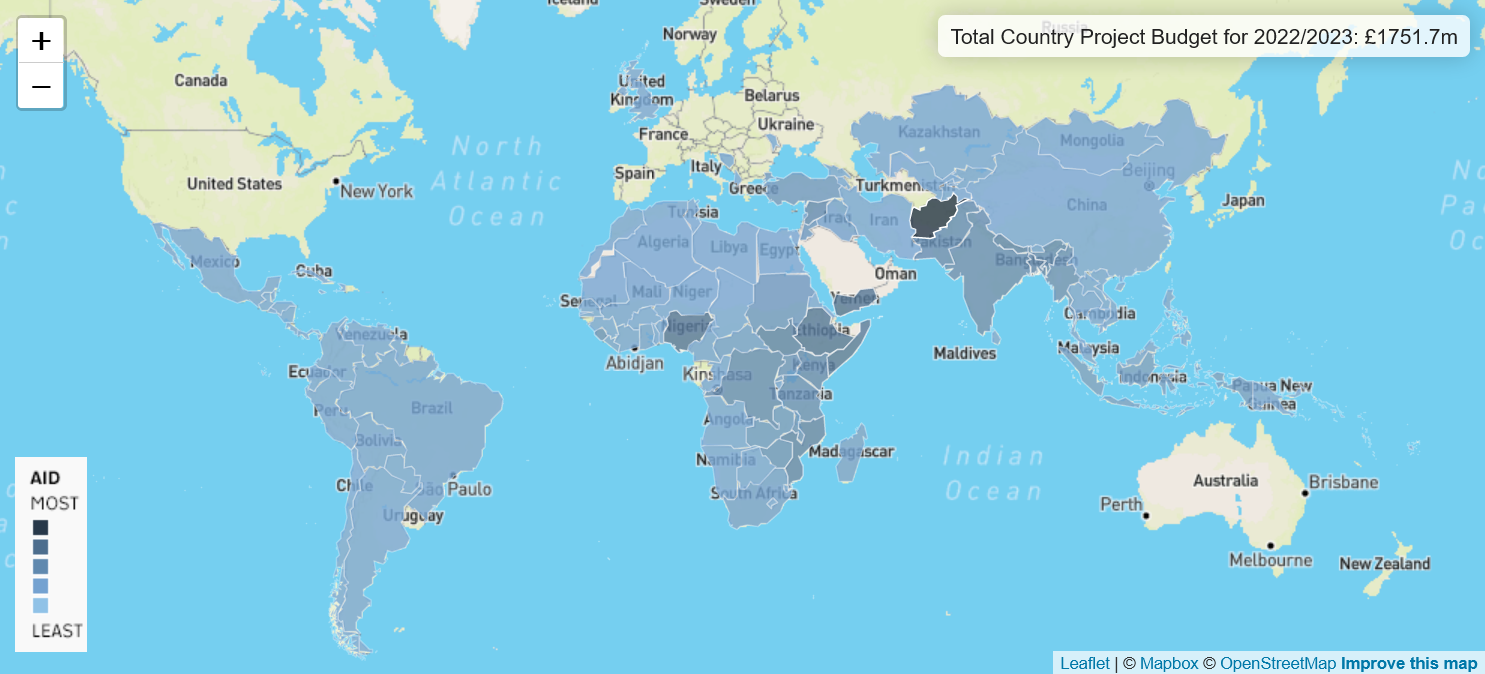 Iceland
Sweden
+
−
Russia
Total Country Project Budget for 2022/2023: £1751.7m
Norway
Canada
United
Kingdom
Belarus
Ukraine
France
Kazakhstan
Mongolia
North
Atlantic
Ocean
Italy
Spain
Greece
Turkmenistan
Beijing
United States
New York
Japan
China
Tunisia
Iraq
Iran
Algeria
Libya
Egypt
Pakistan
Mexico
Cuba
Oman
Bangladesh
Senegal
Mali
Niger
Yemen
Nigeria
Ethiopia
Cambodia
Venezuela
Abidjan
Maldives
Malaysia
Ecuador
Kinshasa
Kenya
Indonesia
Papua New
Guinea
Peru
Brazil
Tanzania
Angola
Bolivia
Madagascar
Namibia
Indian
Ocean
Chile
São Paulo
South Africa
Australia
Brisbane
Perth
Uruguay
Melbourne
New Zealand
AID
MOST
LEAST
Leaflet | © Mapbox © OpenStreetMap Improve this map